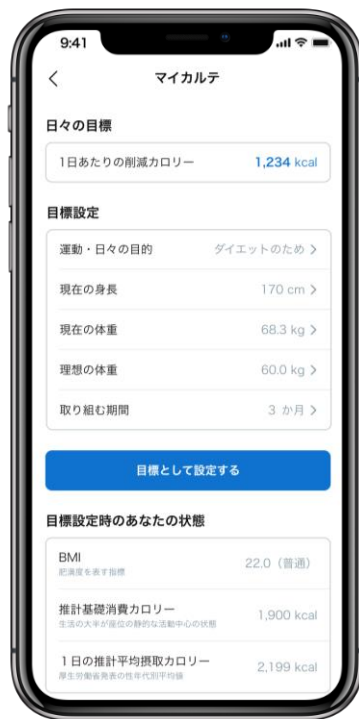 9:41
マイカルテ
日々の目標
1日あたりの削減カロリー 1,234 kcal
目標設定
運動・日々の目的 ダイエットのため >
現在の身長 170 cm >
現在の体重 68.3 kg >
理想の体重 60.0 kg >
取り組む期間 3 か月 >
目標として設定する
目標設定時のあなたの状態
BMI 22.0（普通）
肥満度を表す指標
推計基礎消費カロリー 1,900 kcal
生活の大半が座位の静的な活動中心の状態
1日の推計平均摂取カロリー 2,199 kcal
厚生労働省発表の性年代別平均値